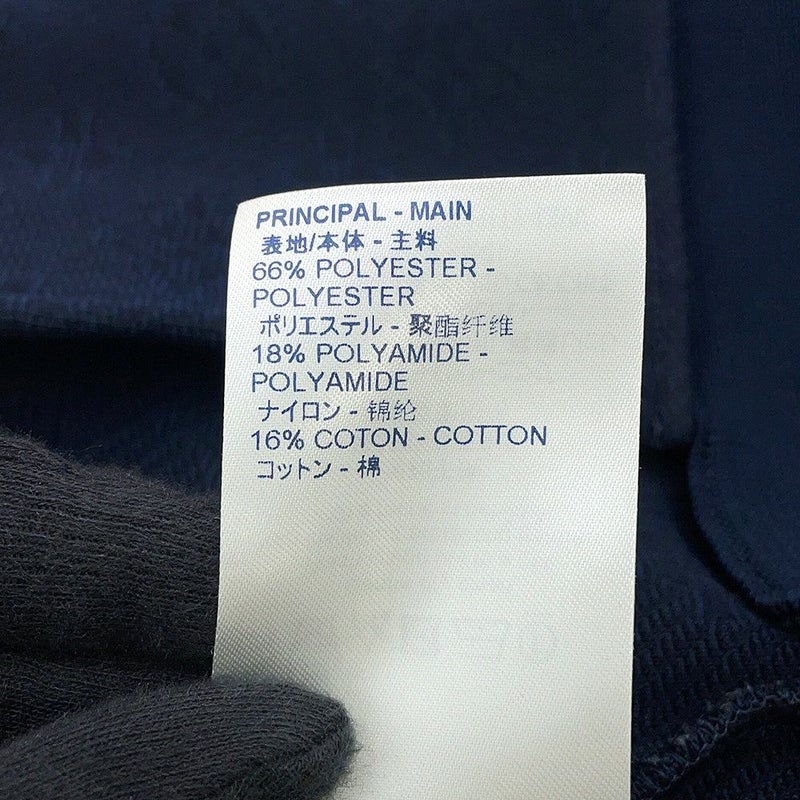 PRINCIPAL - MAIN
表地/本体 - 主料
66% POLYESTER -
POLYESTER
ポリエステル - 聚酯纤维
18% POLYAMIDE -
POLYAMIDE
ナイロン - 锦纶
16% COTON - COTTON
コットン - 棉